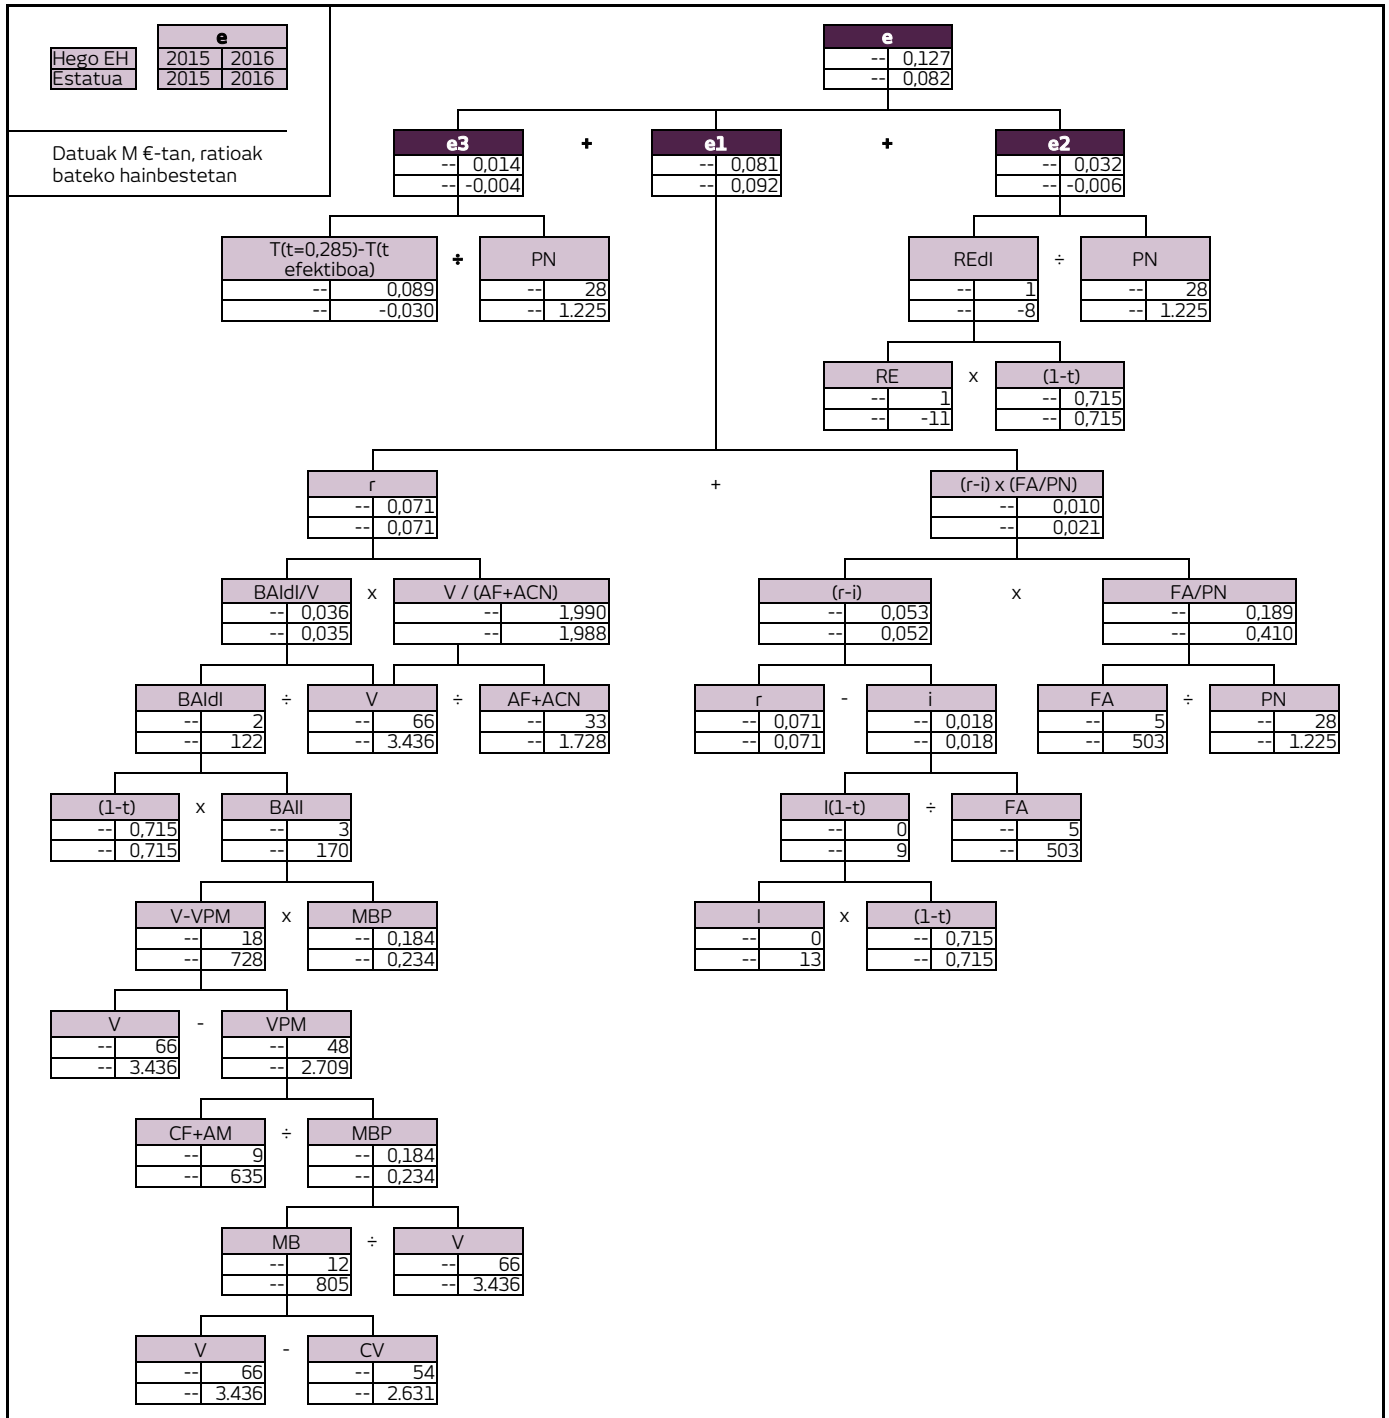 e
Hego EH 2015 2016
Estatua 2015 2016
Datuak M €-tan, ratioak
bateko hainbestetan
e
-- 0,127
-- 0,082
e3 + e1 + e2
-- 0,014 -- 0,081 -- 0,032
-- -0,004 -- 0,092 -- -0,006
T(t=0,285)-T(t
efektiboa) ÷ PN REdI ÷ PN
-- 0,089 -- 28 -- 1 -- 28
-- -0,030 -- 1.225 -- -8 -- 1.225
RE x (1-t)
-- 1 -- 0,715
-- -11 -- 0,715
r + (r-i) x (FA/PN)
-- 0,071 -- 0,010
-- 0,071 -- 0,021
BAIdI/V x V / (AF+ACN) (r-i) x FA/PN
-- 0,036 -- 1,990 -- 0,053 -- 0,189
-- 0,035 -- 1,988 -- 0,052 -- 0,410
BAIdI ÷ V ÷ AF+ACN r - i FA ÷ PN
-- 2 -- 66 -- 33 -- 0,071 -- 0,018 -- 5 -- 28
-- 122 -- 3.436 -- 1.728 -- 0,071 -- 0,018 -- 503 -- 1.225
(1-t) x BAII I(1-t) ÷ FA
-- 0,715 -- 3 -- 0 -- 5
-- 0,715 -- 170 -- 9 -- 503
V-VPM x MBP I x (1-t)
-- 18 -- 0,184 -- 0 -- 0,715
-- 728 -- 0,234 -- 13 -- 0,715
V - VPM
-- 66 -- 48
-- 3.436 -- 2.709
CF+AM ÷ MBP
-- 9 -- 0,184
-- 635 -- 0,234
MB ÷ V
-- 12 -- 66
-- 805 -- 3.436
V - CV
-- 66 -- 54
-- 3.436 -- 2.631